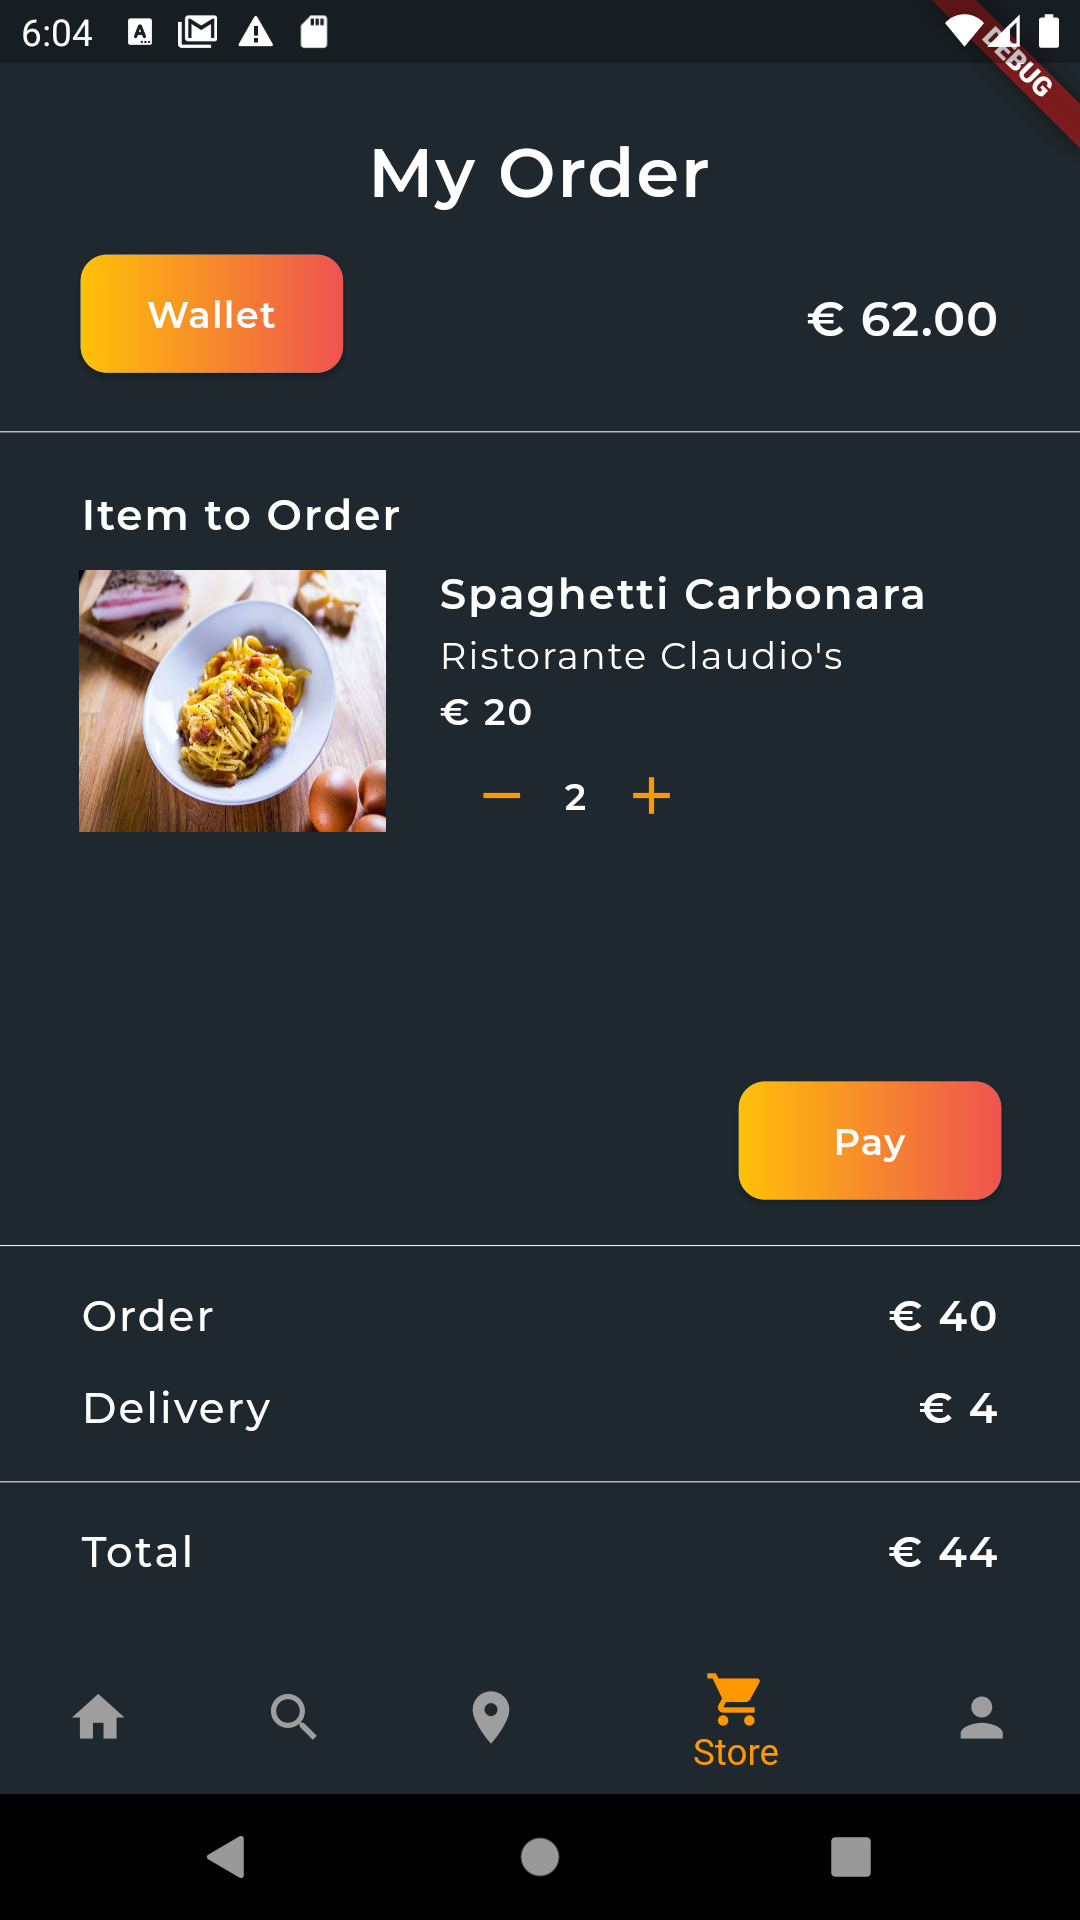 6:04
DEBUG
My Order
Wallet
€ 62.00
Item to Order
Spaghetti Carbonara
Ristorante Claudio's
€ 20
2
Pay
Order
€ 40
Delivery
€ 4
Total
€ 44
Store